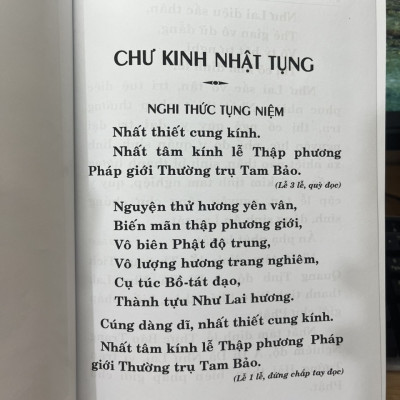 CHƯ KINH NHẬT TỤNG
NGHI THỨC TỤNG NIỆM
Nhất thiết cung kính.
Nhất tâm kính lễ Thập phương
Pháp giới Thường trụ Tam Bảo.
(Lễ 3 lễ, quỳ đọc)
Nguyện thử hương yên vân,
Biến mãn thập phương giới,
Vô biên Phật độ trung,
Vô lượng hương trang nghiêm,
Cụ túc Bồ-tát đạo,
Thành tựu Như Lai hương.
Cúng dàng dĩ, nhất thiết cung kính.
Nhất tâm kính lễ Thập phương Pháp
giới Thường trụ Tam Bảo.
(Lễ 1 lễ, đứng chắp tay đọc)